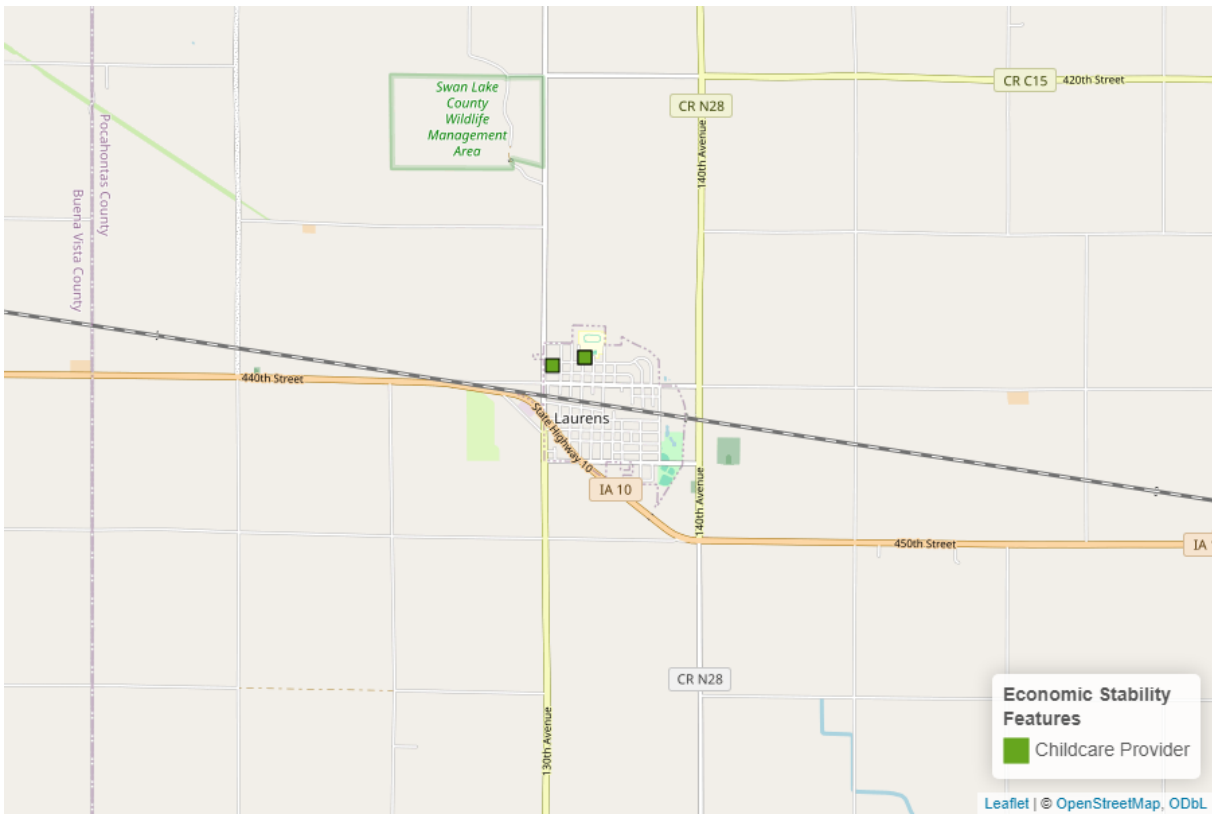 Swan Lake
County
Wildlife
Management
Area
CR C15
420th Street
CR N28
140th Avenue
Pocahontas County
Buena Vista County
440th Street
State Highway 10
Laurens
IA 10
140th Avenue
450th Street
IA 1
CR N28
130th Avenue
Economic Stability
Features
Childcare Provider
Leaflet | © OpenStreetMap, ODbL